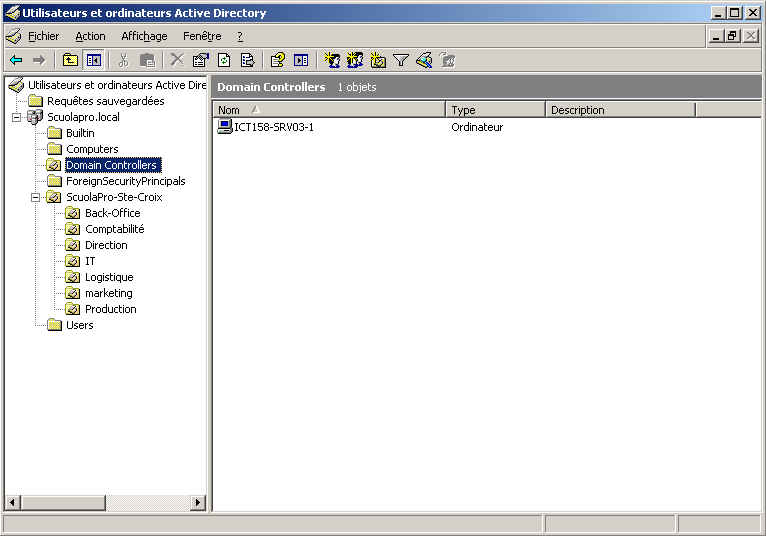 Utilisateurs et ordinateurs Active Directory
Fichier Action Affichage Fenêtre ?
Utilisateurs et ordinateurs Active Dire
Requêtes sauvegardées
Scuolapro.local
Builtin
Computers
Domain Controllers
ForeignSecurityPrincipals
ScuolaPro-Ste-Croix
Back-Office
Comptabilité
Direction
IT
Logistique
marketing
Production
Users
Domain Controllers 1 objets
Nom Type Description
ICT158-SRV03-1 Ordinateur